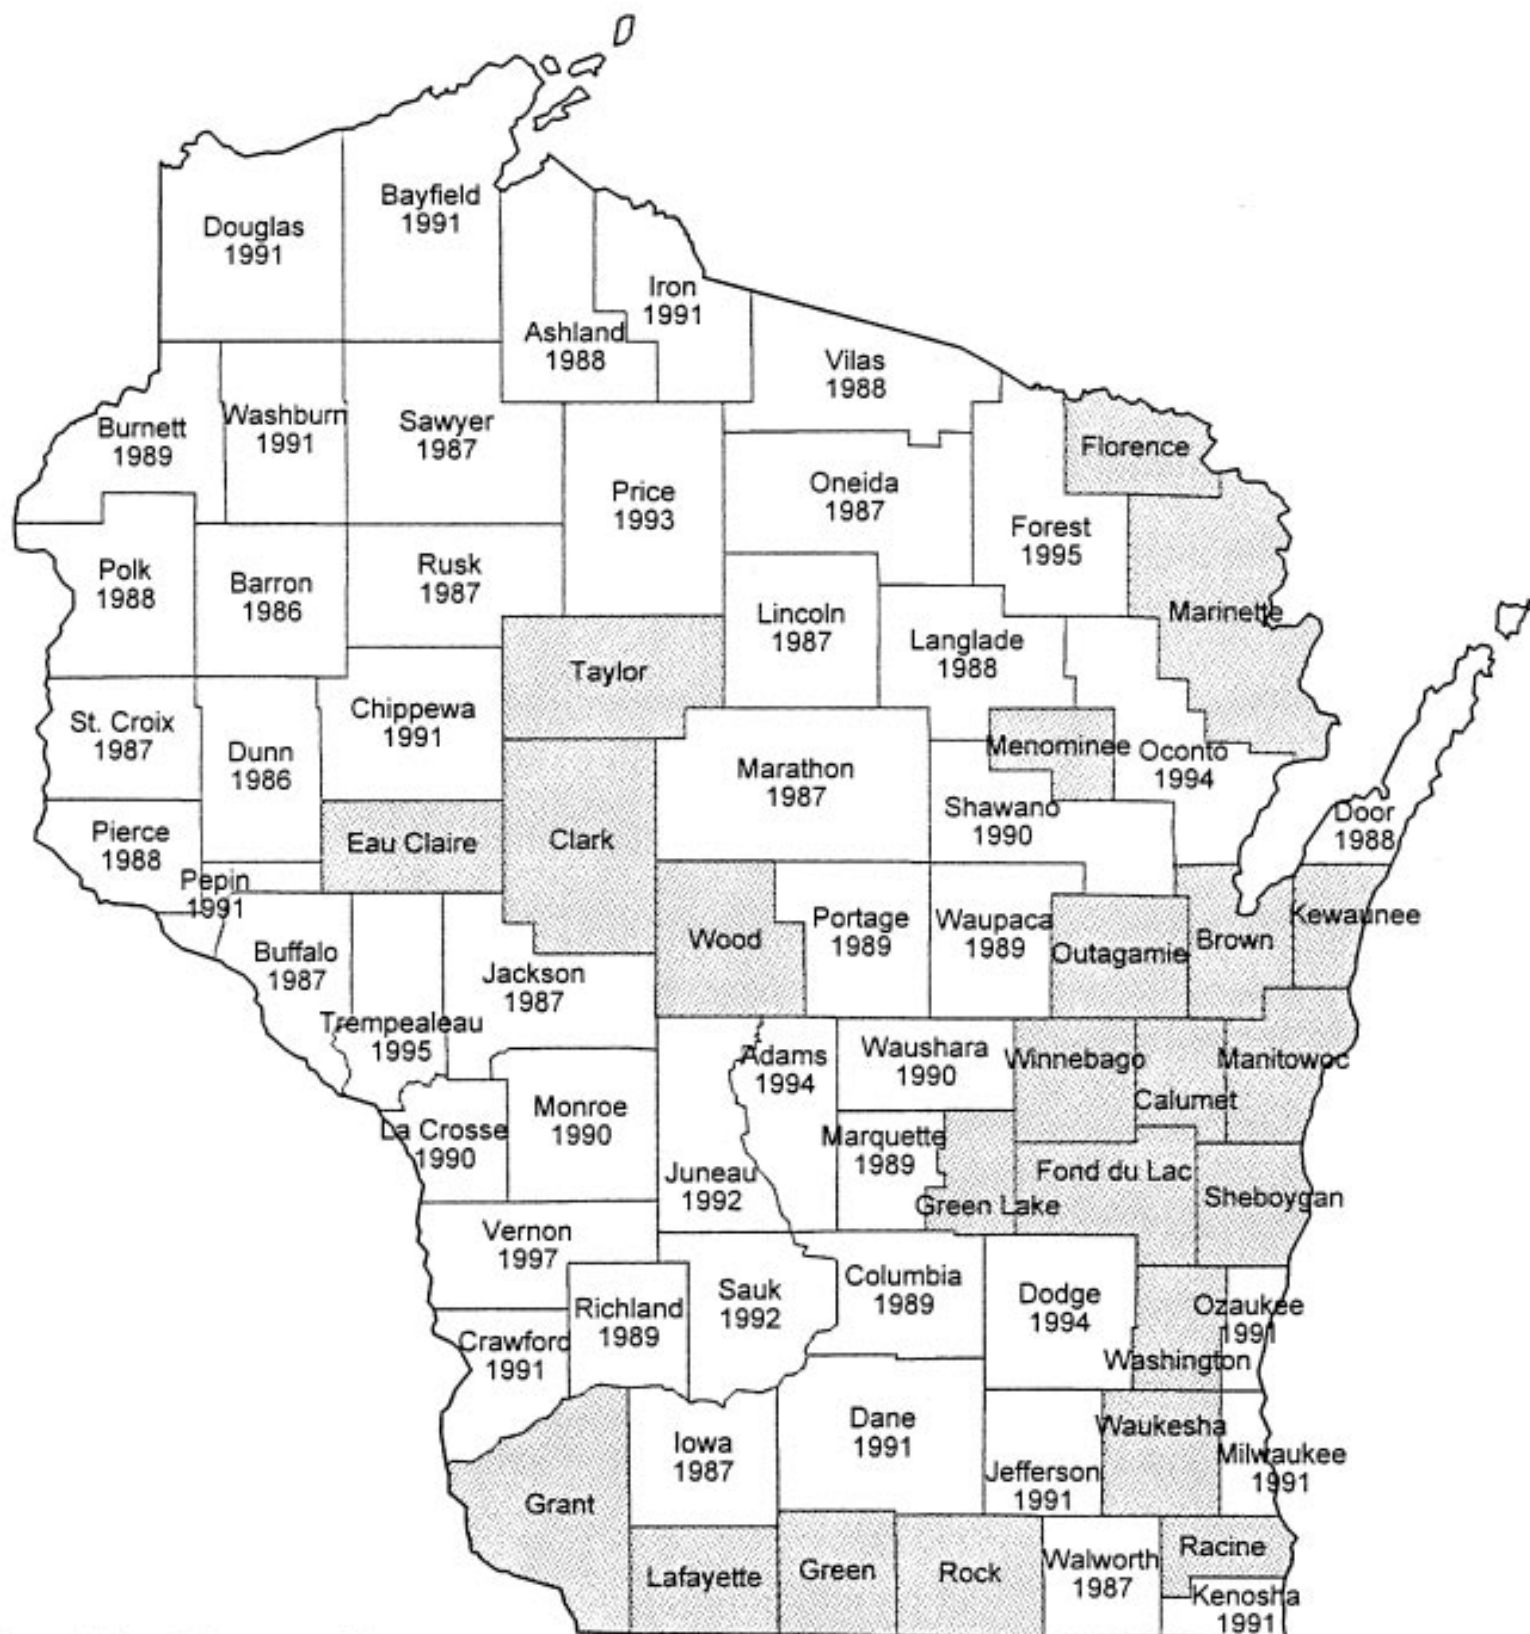 Bayfield
1991
Douglas
1991
Iron
1991
Ashland
1988
Vilas
1988
Burnett
1989
Washburn
1991
Sawyer
1987
Florence
Price
1993
Oneida
1987
Forest
1995
Polk
1988
Barron
1986
Rusk
1987
Marinette
Lincoln
1987
Langlade
1988
Taylor
St. Croix
1987
Chippewa
1991
Dunn
1986
Menominee
Oconto
1994
Marathon
1987
Shawano
1990
Door
1988
Pierce
1988
Eau Claire
Clark
Pepin
1991
Kewaunee
Wood
Portage
1989
Waupaca
1989
Outagamie
Brown
Buffalo
1987
Jackson
1987
Trempealeau
1995
Adams
1994
Waushara
1990
Winnebago
Manitowoc
Calumet
Monroe
1990
La Crosse
1990
Marquette
1989
Juneau
1992
Green Lake
Fond du Lac
Sheboygan
Vernon
1997
Columbia
1989
Sauk
1992
Richland
1989
Dodge
1994
Ozaukee
1991
Crawford
1991
Washington
Dane
1991
Iowa
1987
Waukesha
Milwaukee
1991
Jefferson
1991
Grant
Lafayette
Green
Rock
Walworth
1987
Racine
Kenosha
1991